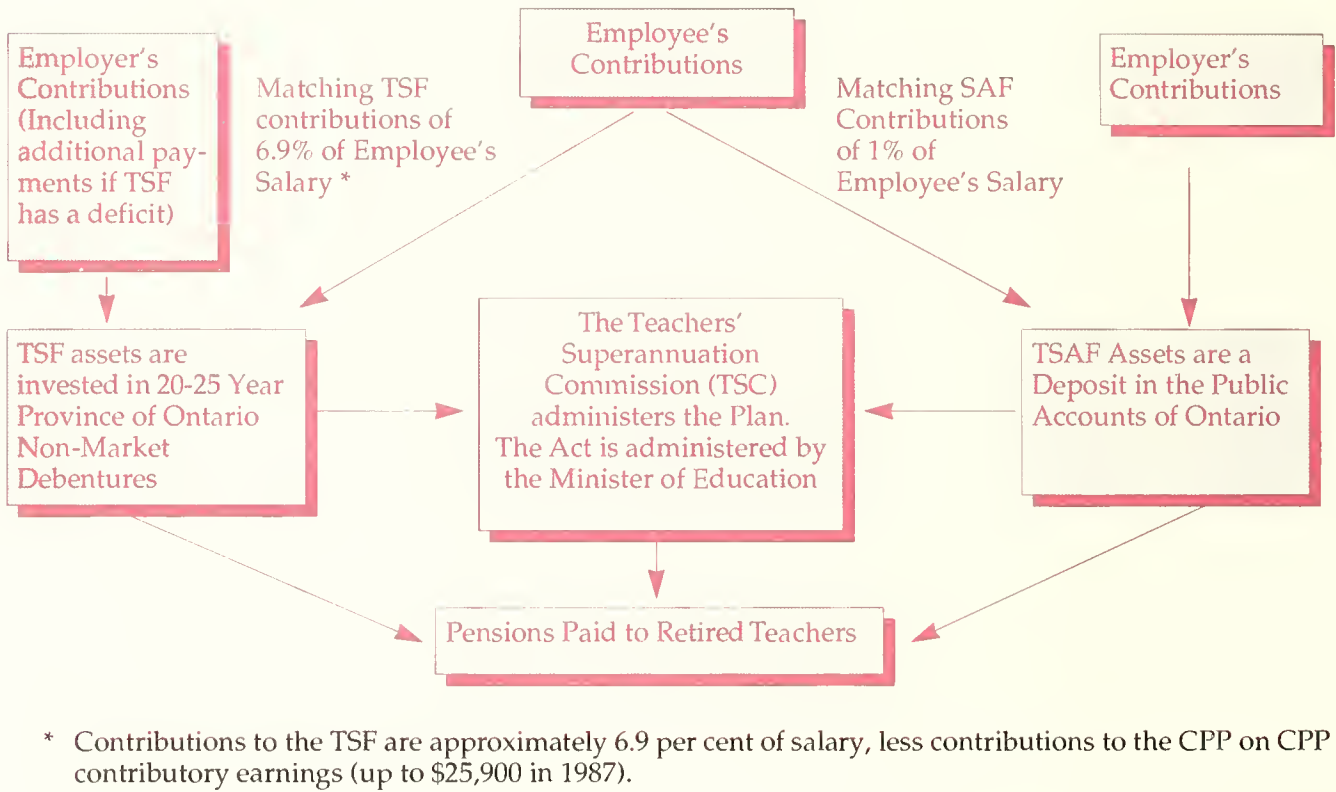 Employer's
Contributions
(Including
additional pay-
ments if TSF
has a deficit)
Matching TSF
contributions of
6.9% of Employee's
Salary *
Employee's
Contributions
Matching SAF
Contributions
of 1% of
Employee's Salary
Employer's
Contributions
TSF assets are
invested in 20-25 Year
Province of Ontario
Non-Market
Debentures
The Teachers'
Superannuation
Commission (TSC)
administers the Plan.
The Act is administered by
the Minister of Education
TSAF Assets are a
Deposit in the Public
Accounts of Ontario
Pensions Paid to Retired Teachers
* Contributions to the TSF are approximately 6.9 per cent of salary, less contributions to the CPP on CPP
contributory earnings (up to $25,900 in 1987).